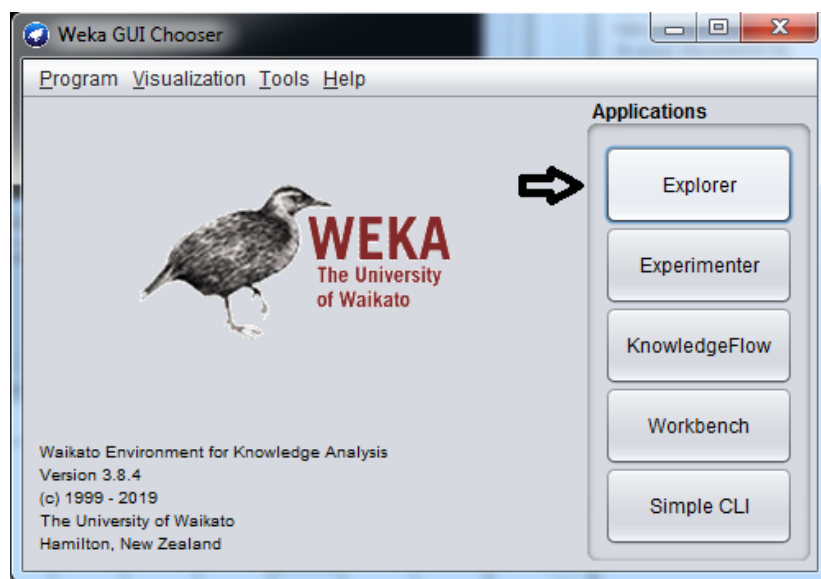 Weka GUI Chooser
Program Visualization Tools Help
Applications
Explorer
Experimenter
KnowledgeFlow
Workbench
Simple CLI
WEKA
The University
of Waikato
Waikato Environment for Knowledge Analysis
Version 3.8.4
(c) 1999 - 2019
The University of Waikato
Hamilton, New Zealand